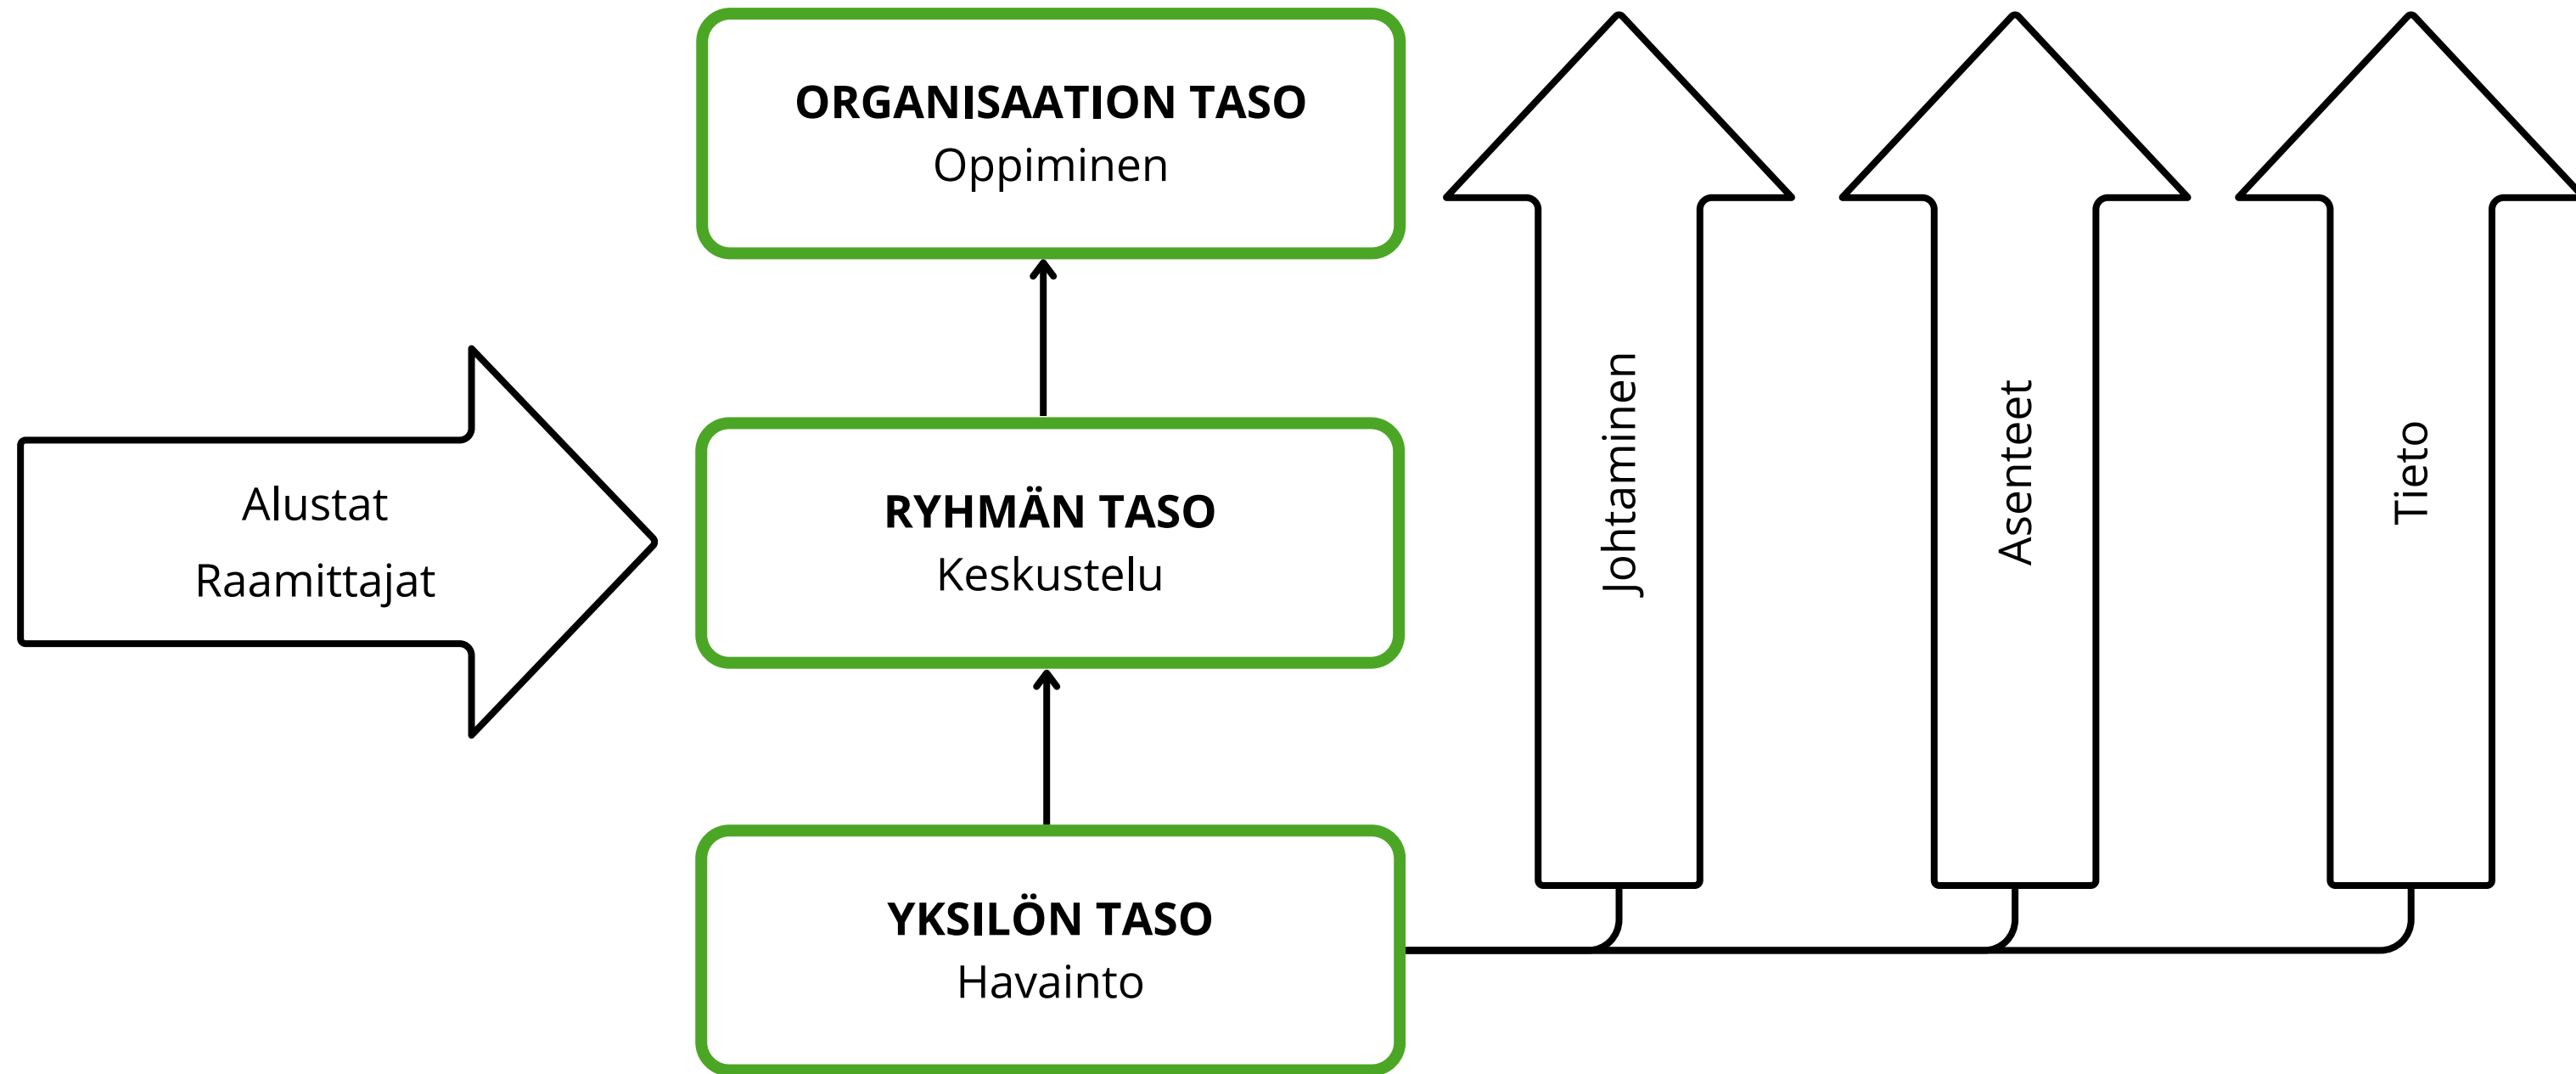 ORGANISAATION TASO
Oppiminen
Alustat
Raamittajat
RYHMÄN TASO
Keskustelu
YKSILÖN TASO
Havainto
Johtaminen
Asenteet
Tieto